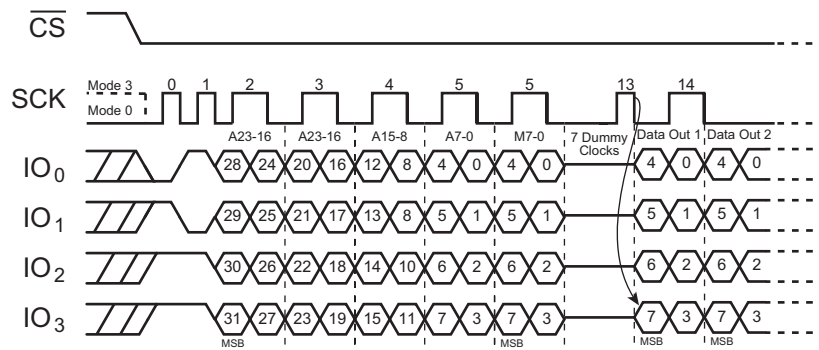 CS
0 1 2 3 4 5 5 13 14
Mode 3
SCK
Mode 0
A23-16 A23-16 A15-8 A7-0 M7-0 7 Dummy Clocks Data Out 1 Data Out 2
IO0 28 24 20 16 12 8 4 0 4 0 4 0 4 0
IO1 29 25 21 17 13 8 5 1 5 1 5 1 5 1
IO2 30 26 22 18 14 10 6 2 6 2 6 2 6 2
IO3 31 27 23 19 15 11 7 3 7 3 7 3 7 3
MSB MSB MSB MSB